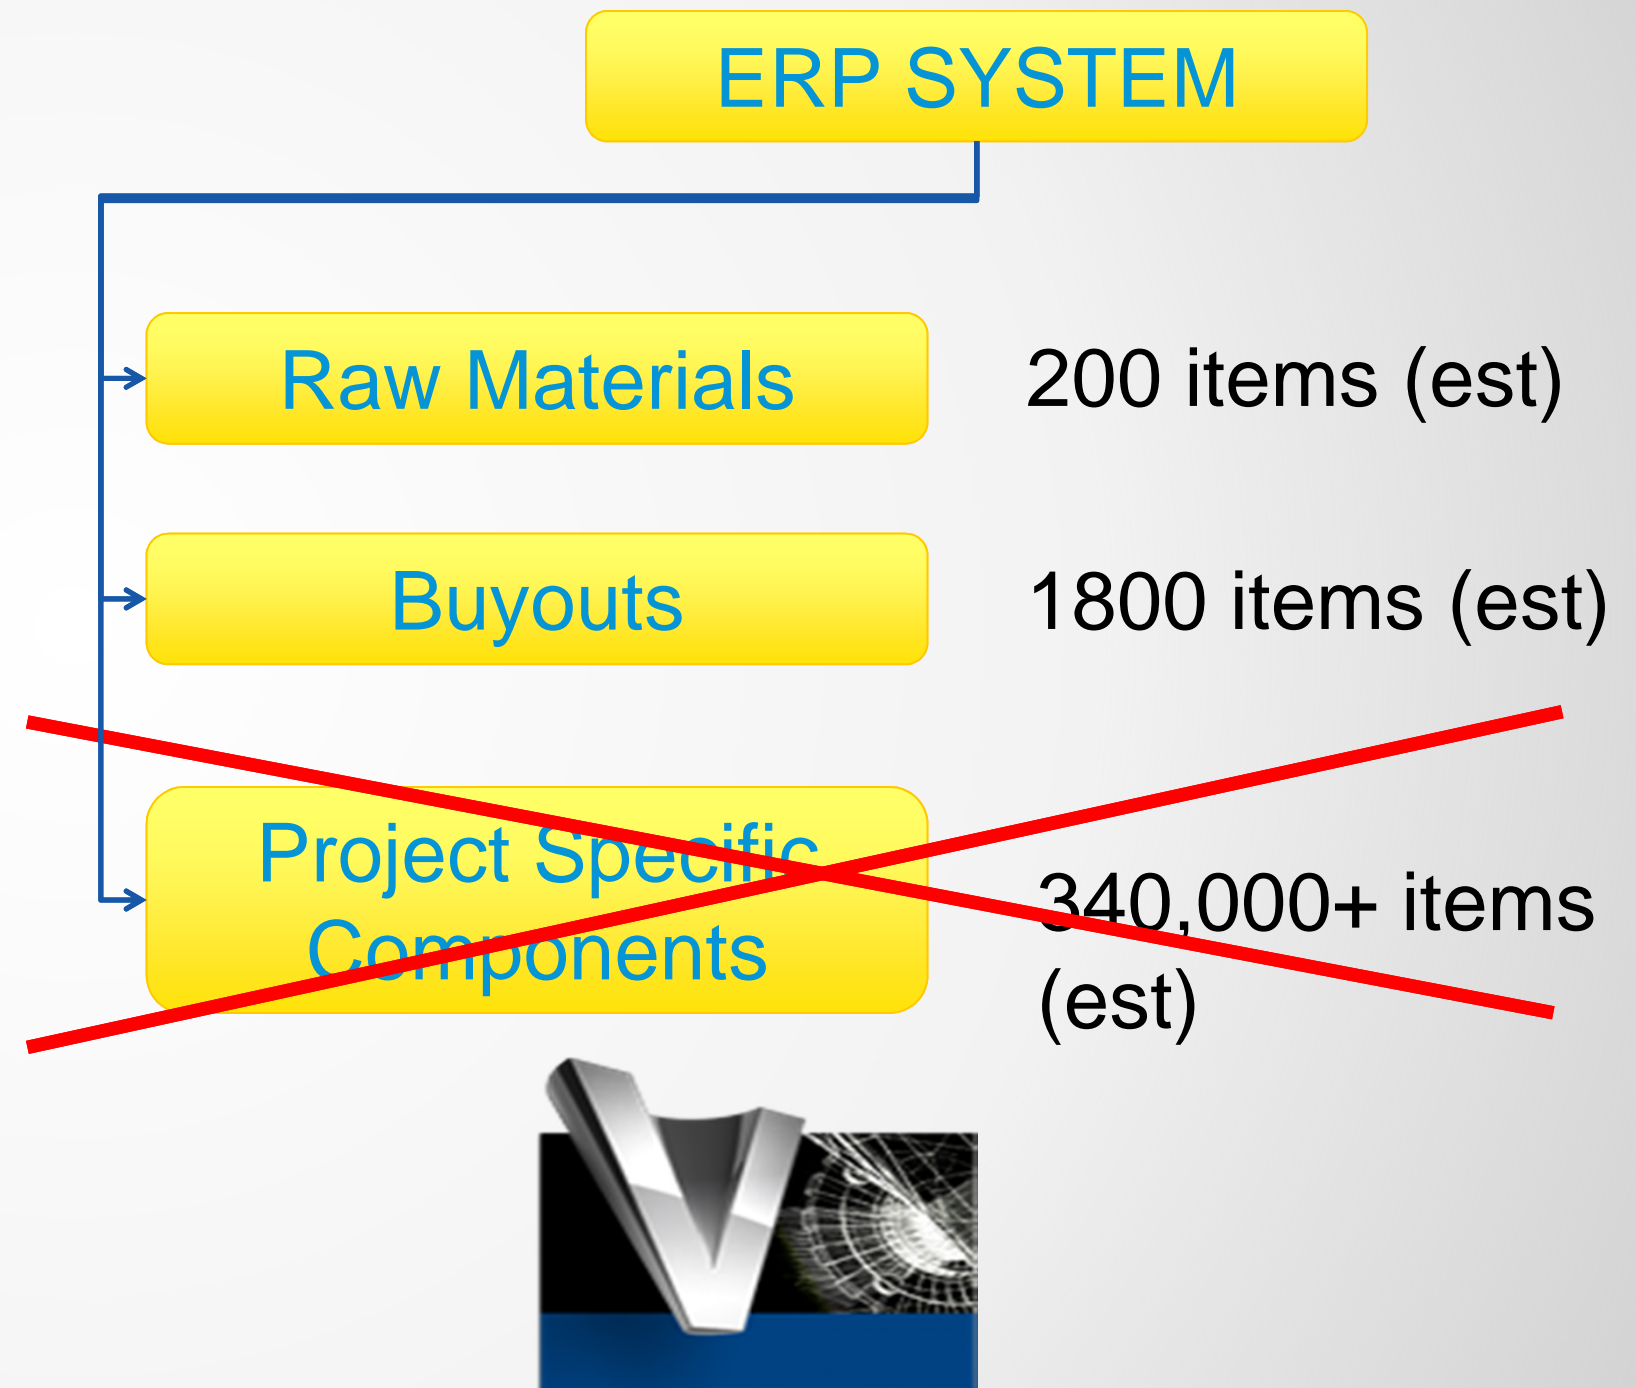 ERP SYSTEM
Raw Materials
200 items (est)
Buyouts
1800 items (est)
Project Specific
Components
340,000+ items
(est)